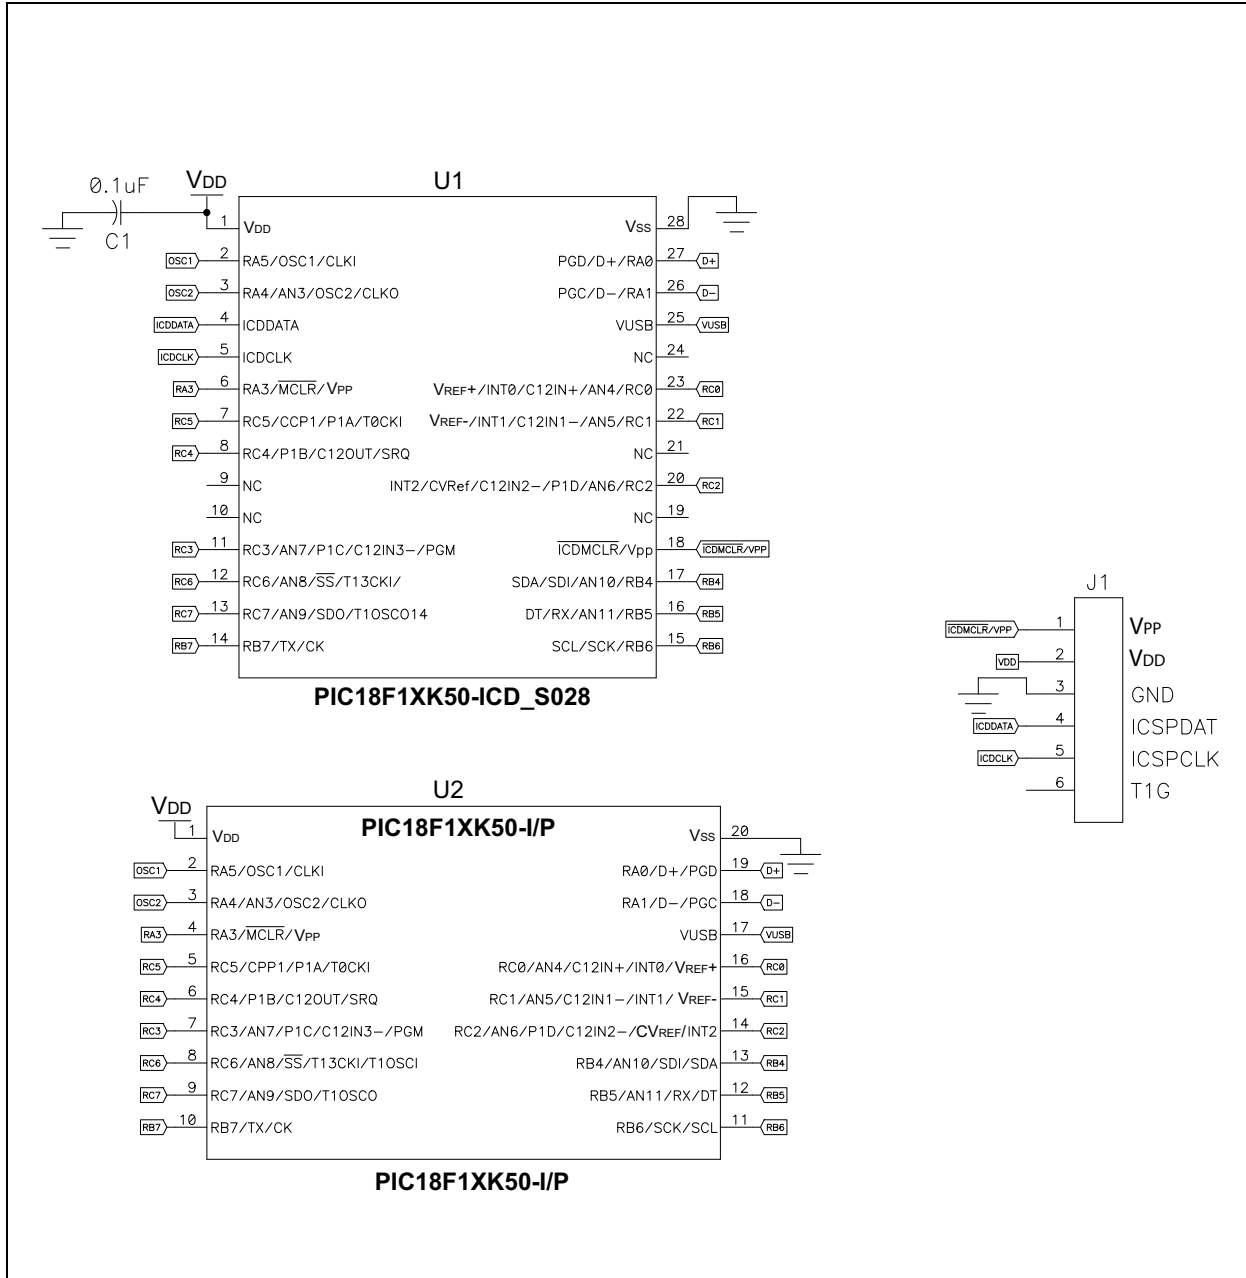 U1
0.1uF
VDD
C1
1 VDD
VSS 28
OSC1 2 RA5/OSC1/CLKI
PGD/D+/RA0 27 D+
OSC2 3 RA4/AN3/OSC2/CLKO
PGC/D-/RA1 26 D-
ICDDATA 4 ICDDATA
VUSB 25 VUSB
ICDCLK 5 ICDCLK
NC 24
RA3 6 RA3/MCLR/VPP
VREF+/INT0/C12IN+/AN4/RC0 23 RC0
RC5 7 RC5/CCP1/P1A/T0CKI
VREF-/INT1/C12IN1-/AN5/RC1 22 RC1
RC4 8 RC4/P1B/C12OUT/SRQ
NC 21
9 NC
INT2/CVRef/C12IN2-/P1D/AN6/RC2 20 RC2
10 NC
NC 19
RC3 11 RC3/AN7/P1C/C12IN3-/PGM
ICDMCLR/Vpp 18 ICDMCLR/VPP
RC6 12 RC6/AN8/SS/T13CKI/
SDA/SDI/AN10/RB4 17 RB4
RC7 13 RC7/AN9/SDO/T1OSCO14
DT/RX/AN11/RB5 16 RB5
RB7 14 RB7/TX/CK
SCL/SCK/RB6 15 RB6
PIC18F1XK50-ICD_S028
J1
ICDMCLR/VPP 1 VPP
VDD 2 VDD
3 GND
ICDDATA 4 ICSPDAT
ICDCLK 5 ICSPCLK
6 T1G
U2
VDD
PIC18F1XK50-I/P
1 VDD
VSS 20
OSC1 2 RA5/OSC1/CLKI
RA0/D+/PGD 19 D+
OSC2 3 RA4/AN3/OSC2/CLKO
RA1/D-/PGC 18 D-
RA3 4 RA3/MCLR/VPP
VUSB 17 VUSB
RC5 5 RC5/CPP1/P1A/T0CKI
RC0/AN4/C12IN+/INT0/VREF+ 16 RC0
RC4 6 RC4/P1B/C12OUT/SRQ
RC1/AN5/C12IN1-/INT1/ VREF- 15 RC1
RC3 7 RC3/AN7/P1C/C12IN3-/PGM
RC2/AN6/P1D/C12IN2-/CVREF/INT2 14 RC2
RC6 8 RC6/AN8/SS/T13CKI/T1OSCI
RB4/AN10/SDI/SDA 13 RB4
RC7 9 RC7/AN9/SDO/T1OSCO
RB5/AN11/RX/DT 12 RB5
RB7 10 RB7/TX/CK
RB6/SCK/SCL 11 RB6
PIC18F1XK50-I/P